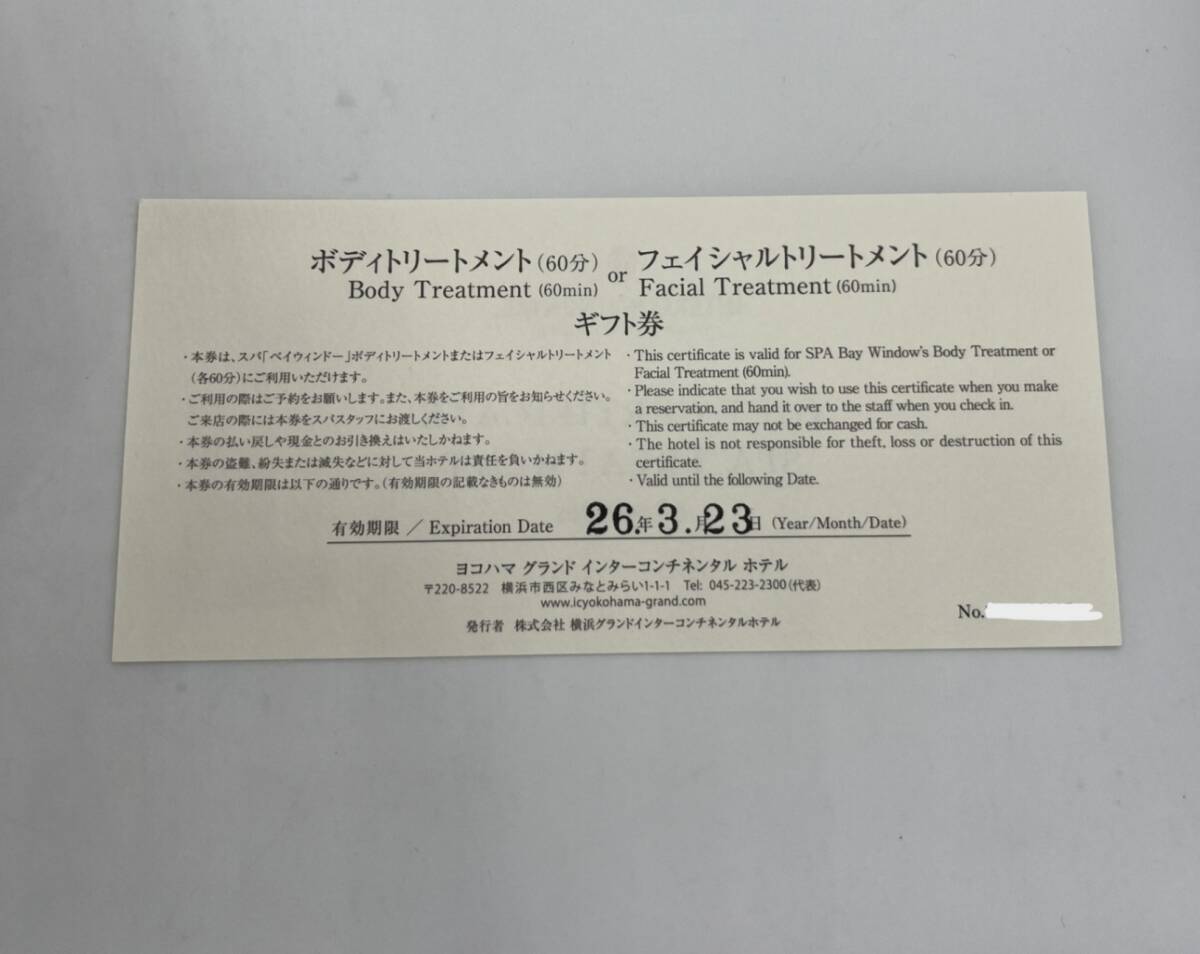 ボディトリートメント(60分) or フェイシャルトリートメント(60分)
Body Treatment (60min) Facial Treatment (60min)
ギフト券
・本券は、スパ「ベイウィンドー」ボディトリートメントまたはフェイシャルトリートメント
(各60分)にご利用いただけます。
・ご利用の際はご予約をお願いします。また、本券をご利用の旨をお知らせください。
ご来店の際には本券をスパスタッフにお渡しください。
・本券の払い戻しや現金とのお引き換えはいたしかねます。
・本券の盗難、紛失または滅失などに対して当ホテルは責任を負いかねます。
・本券の有効期限は以下の通りです。(有効期限の記載なきものは無効)
・This certificate is valid for SPA Bay Window's Body Treatment or
Facial Treatment (60min).
・Please indicate that you wish to use this certificate when you make
a reservation, and hand it over to the staff when you check in.
・This certificate may not be exchanged for cash.
・The hotel is not responsible for theft, loss or destruction of this
certificate.
・Valid until the following Date.
有効期限 / Expiration Date 26.年3.月23日 (Year/Month/Date)
ヨコハマ グランド インターコンチネンタル ホテル
〒220-8522 横浜市西区みなとみらい1-1-1 Tel: 045-223-2300(代表)
www.icyokohama-grand.com
発行者 株式会社 横浜グランドインターコンチネンタルホテル
No.